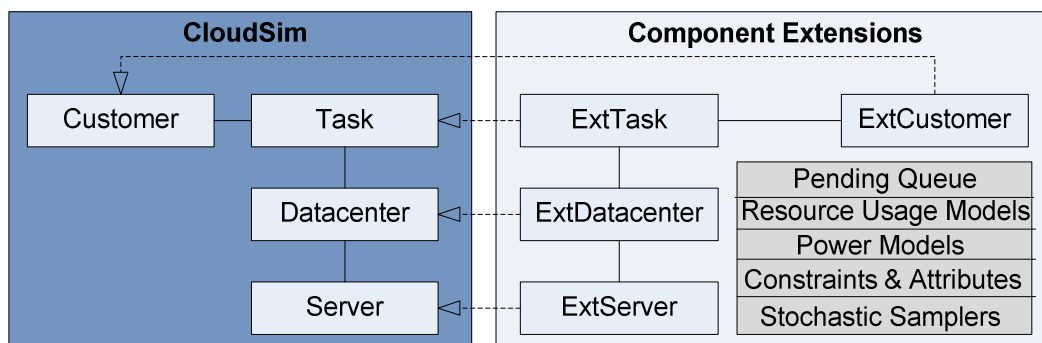 CloudSim
Component Extensions
Customer
Task
ExtTask
ExtCustomer
Datacenter
ExtDatacenter
Server
ExtServer
Pending Queue
Resource Usage Models
Power Models
Constraints & Attributes
Stochastic Samplers